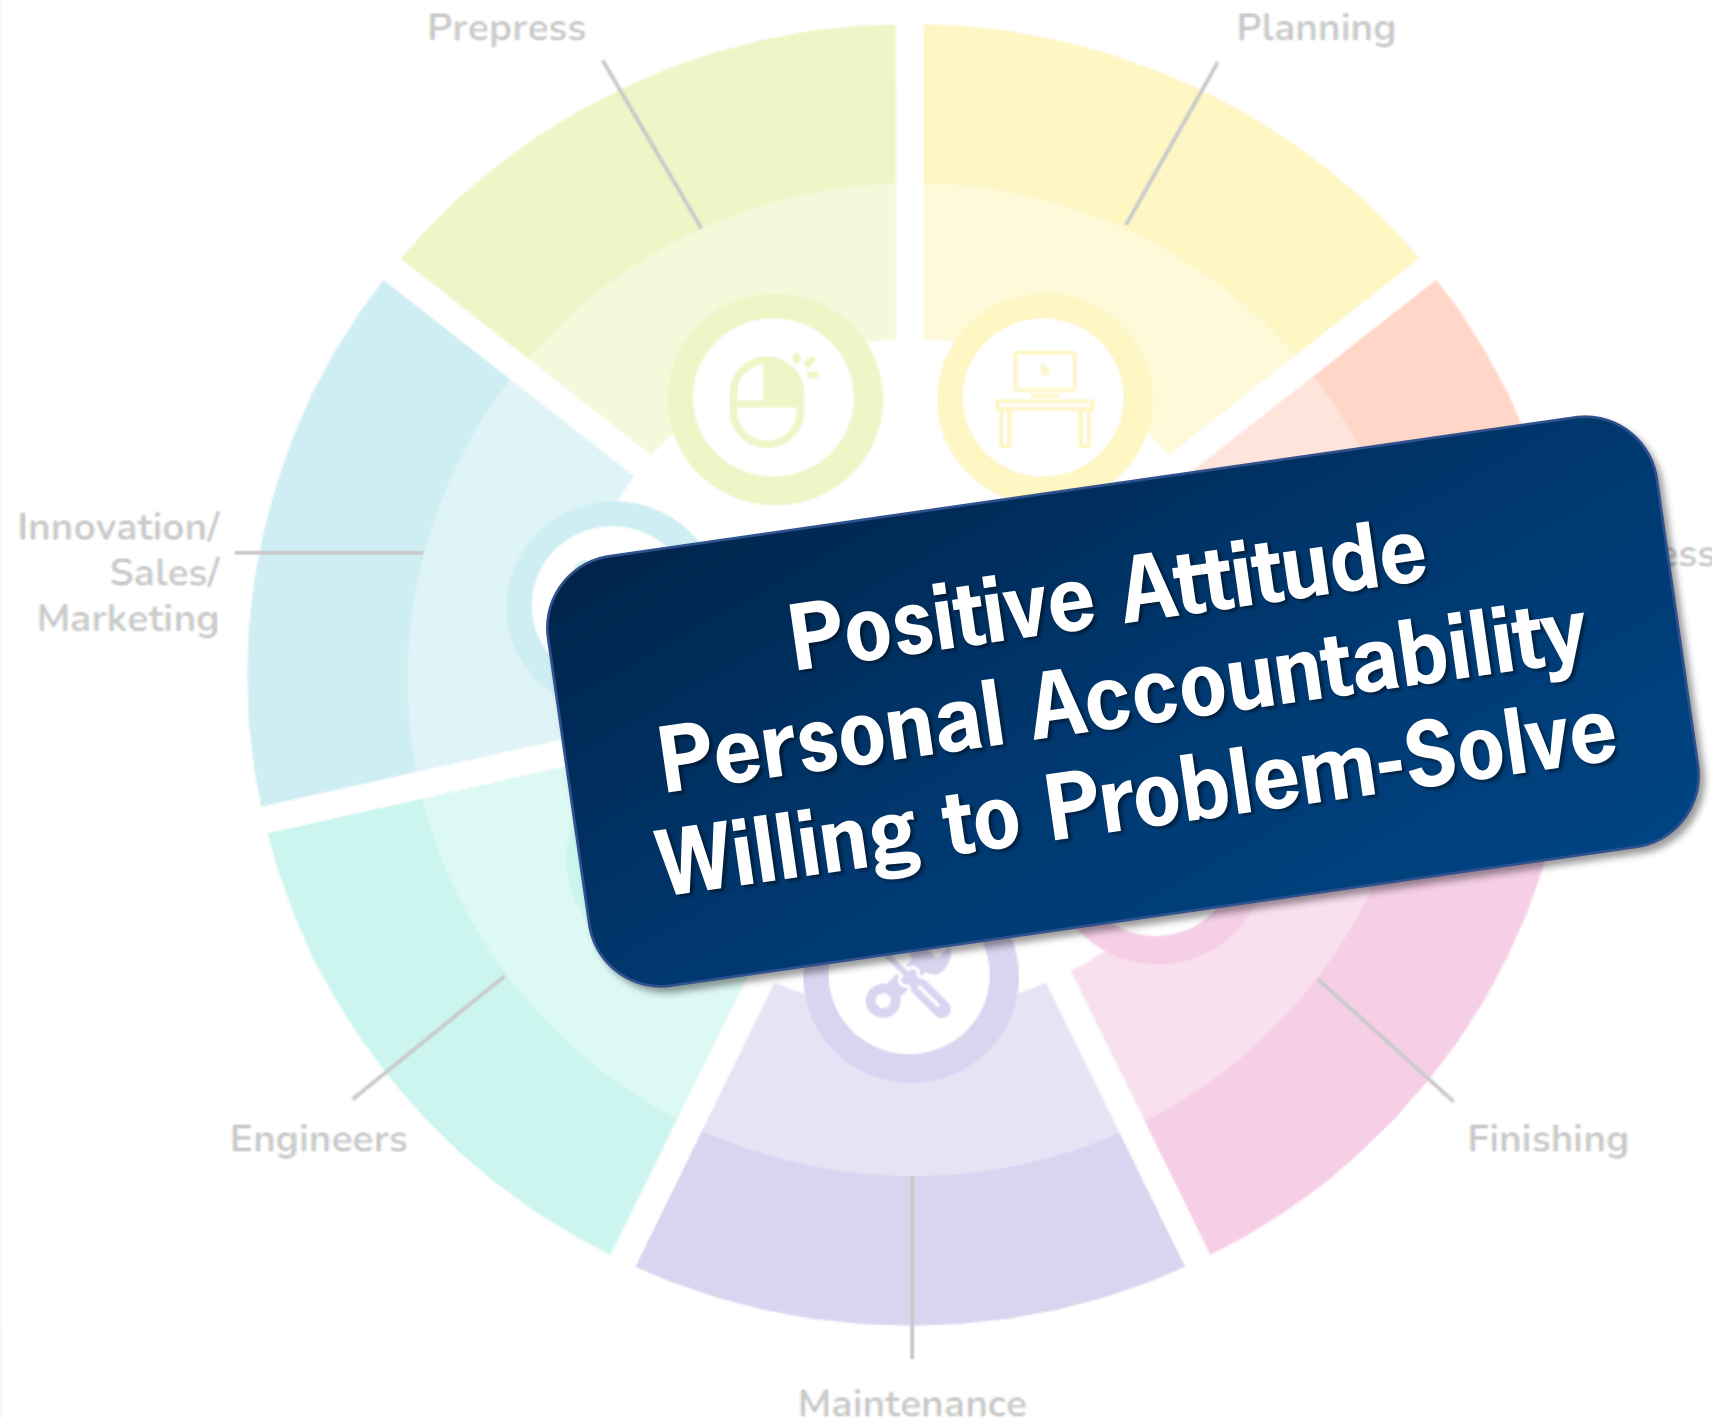 Prepress
Planning
Innovation/
Sales/
Marketing
Positive Attitude
Personal Accountability
Willing to Problem-Solve
Engineers
Finishing
Maintenance